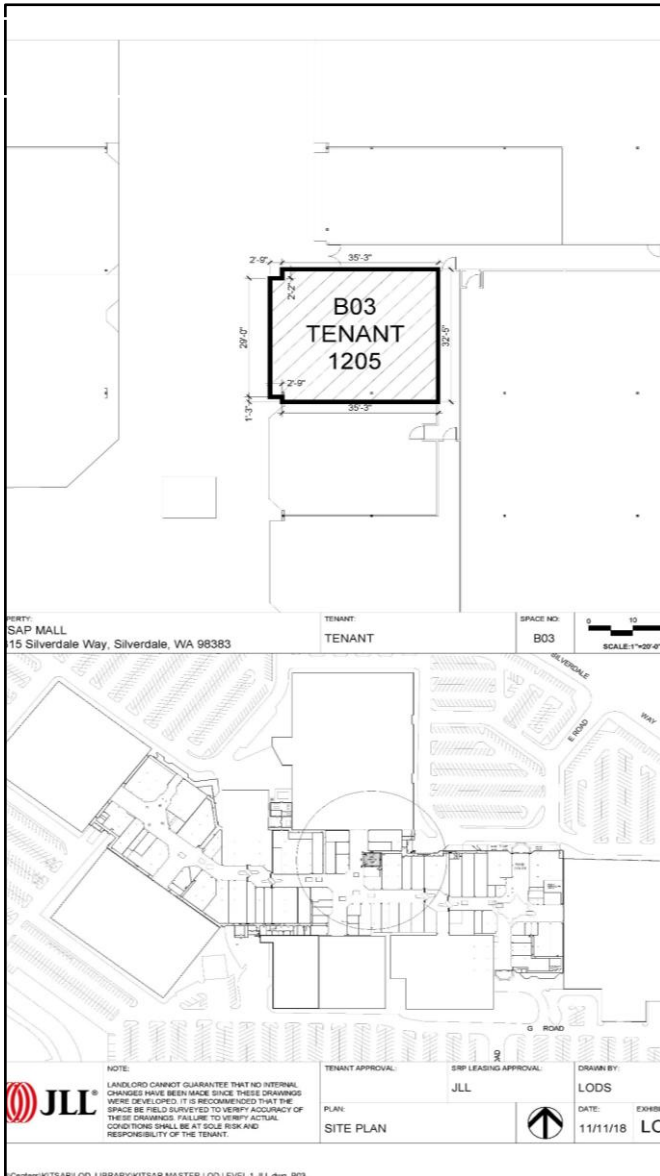 2'-9"
35'-3"
2'-2"
B03
TENANT
1205
29'-0"
32'-5"
2'-9"
1'-3"
35'-3"
PERTY:
SAP MALL
315 Silverdale Way, Silverdale, WA 98383
TENANT:
TENANT
SPACE NO:
B03
0 10
SCALE:1"=20'-0"
SILVERDALE
WAY
E ROAD
G ROAD
JLL®
NOTE:
LANDLORD CANNOT GUARANTEE THAT NO INTERNAL
CHANGES HAVE BEEN MADE SINCE THESE DRAWINGS
WERE DEVELOPED. IT IS RECOMMENDED THAT THE
SPACE BE FIELD SURVEYED TO VERIFY ACCURACY OF
THESE DRAWINGS. FAILURE TO VERIFY ACTUAL
CONDITIONS SHALL BE AT SOLE RISK AND
RESPONSIBILITY OF THE TENANT.
TENANT APPROVAL:
SRP LEASING APPROVAL:
JLL
DRAWN BY:
LODS
PLAN:
SITE PLAN
DATE:
11/11/18
EXHIBI
LO